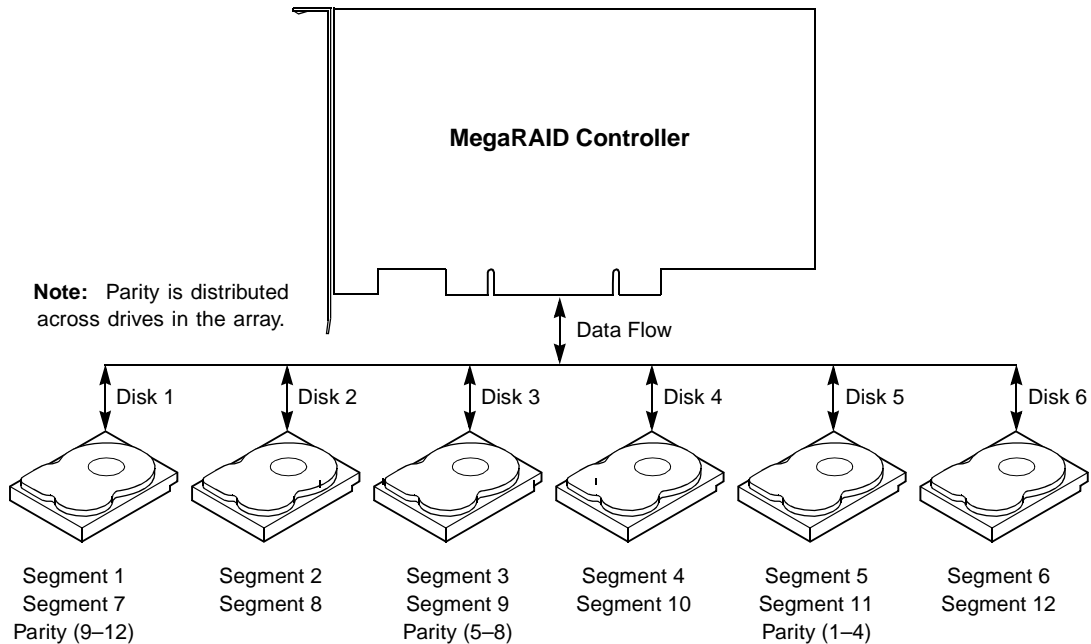 MegaRAID Controller
Note: Parity is distributed
across drives in the array.
Data Flow
Disk 1
Disk 2
Disk 3
Disk 4
Disk 5
Disk 6
Segment 1
Segment 7
Parity (9–12)
Segment 2
Segment 8
Segment 3
Segment 9
Parity (5–8)
Segment 4
Segment 10
Segment 5
Segment 11
Parity (1–4)
Segment 6
Segment 12